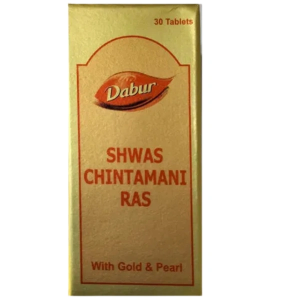 30 Tablets
Dabur
SHWAS
CHINTAMANI
RAS
With Gold & Pearl